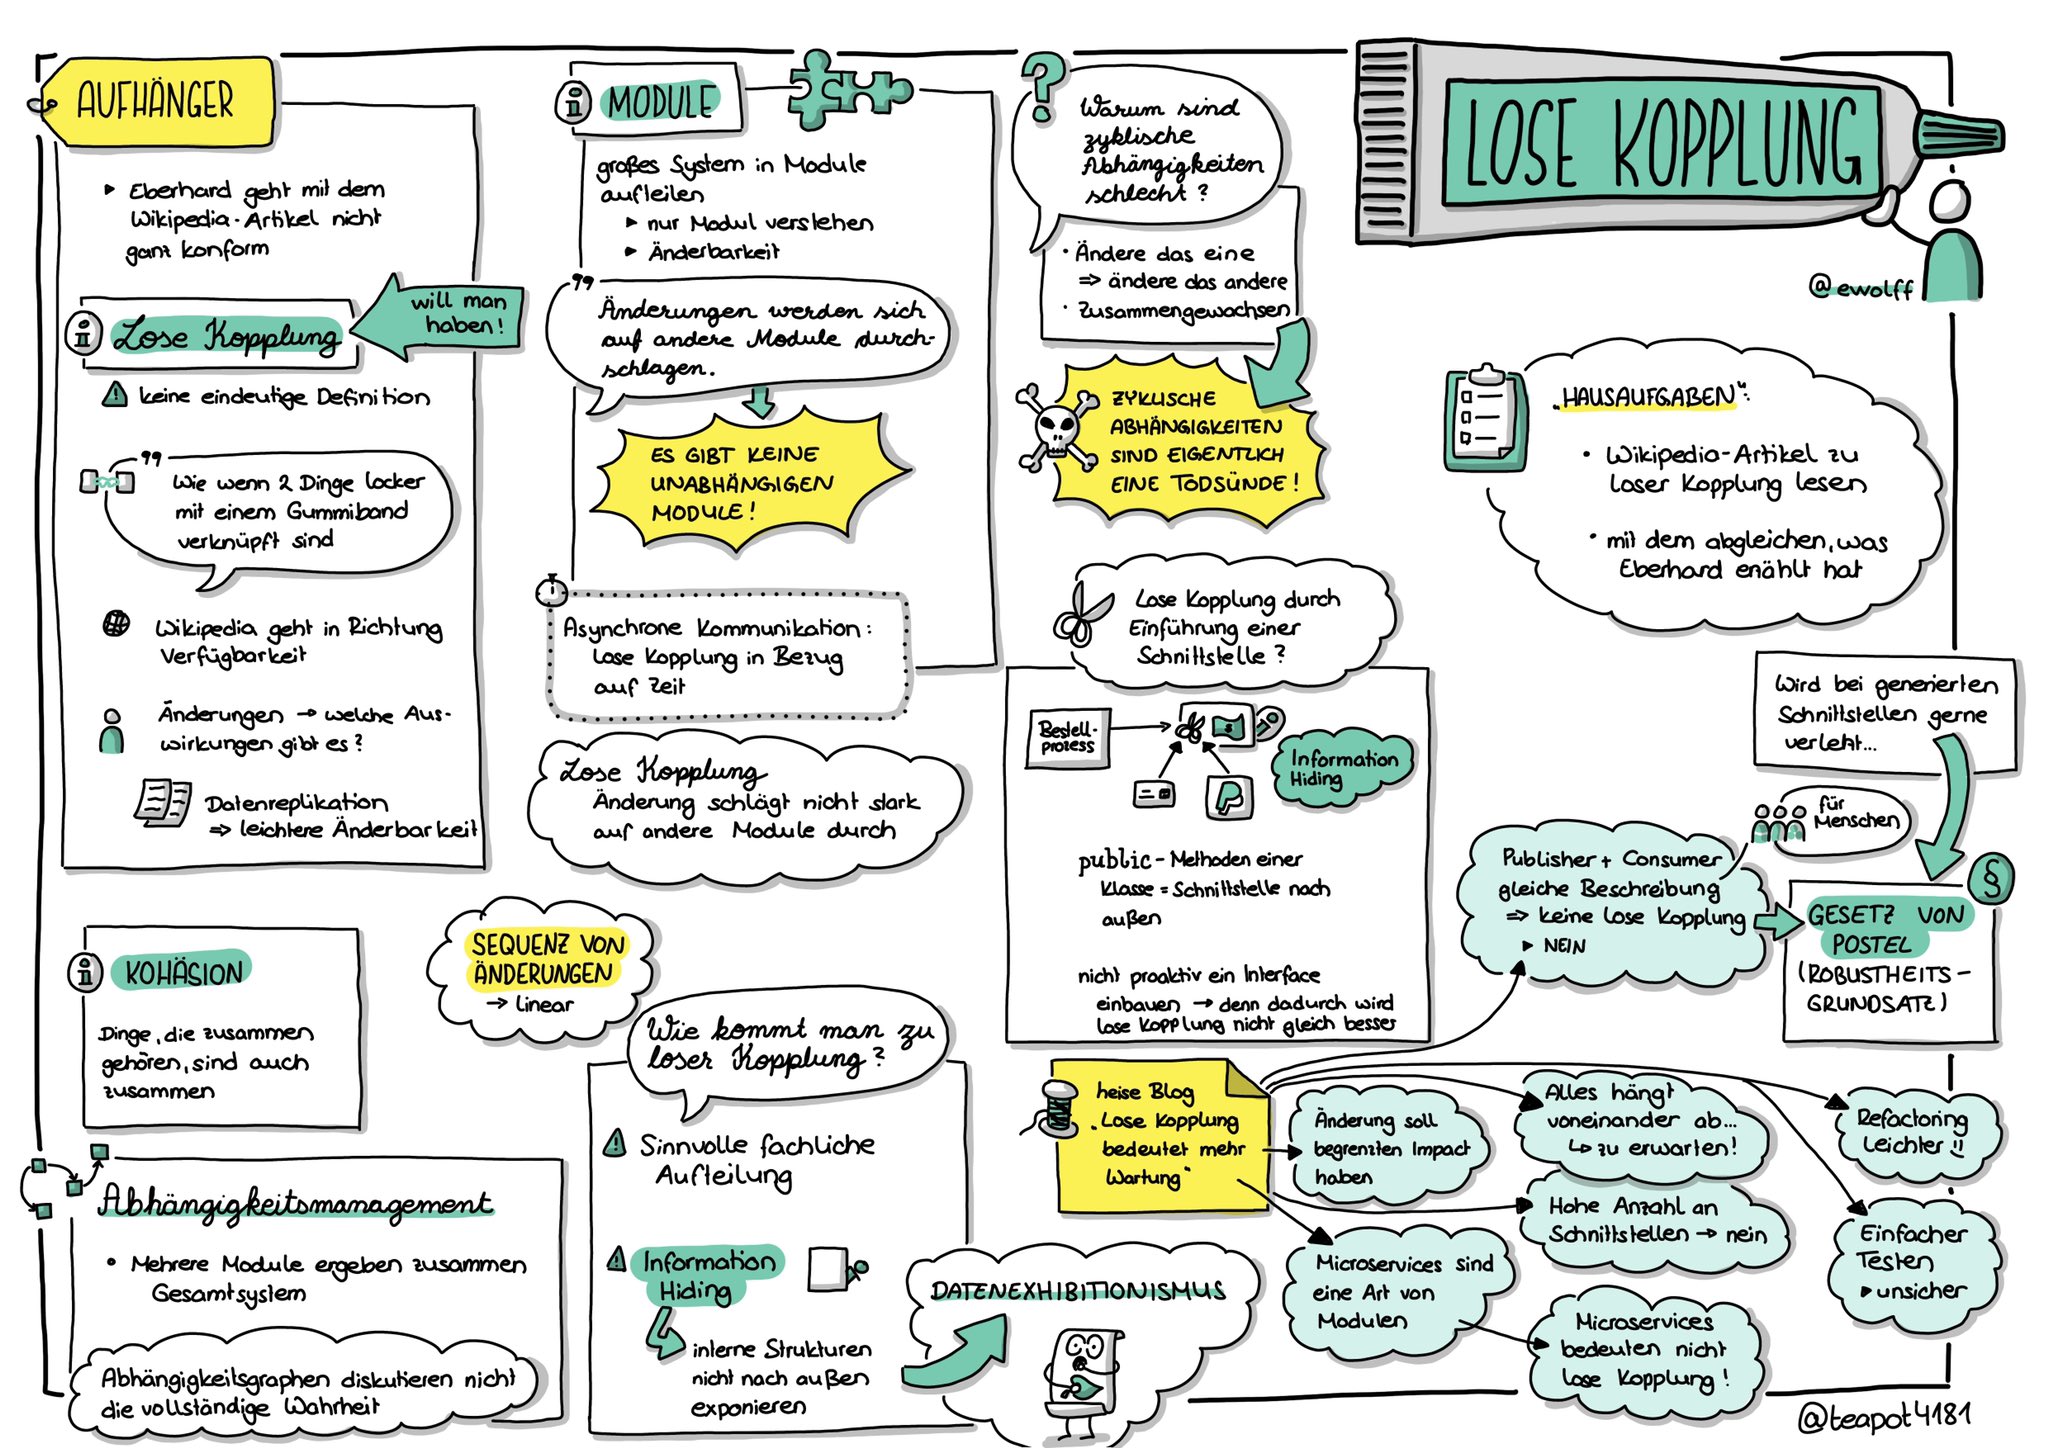 LOSE KOPPLUNG
@ewolff
AUFHÄNGER
Eberhard geht mit dem
Wikipedia-Artikel nicht
ganz konform
Lose Kopplung
will man
haben!
keine eindeutige Definition
Wie wenn 2 Dinge locker
mit einem Gummiband
verknüpft sind
Wikipedia geht in Richtung
Verfügbarkeit
Änderungen → welche Aus-
wirkungen gibt es?
Datenreplikation
⇒ leichtere Änderbarkeit
KOHÄSION
Dinge, die zusammen
gehören, sind auch
zusammen
Abhängigkeitsmanagement
• Mehrere Module ergeben zusammen
Gesamtsystem
Abhängigkeitsgraphen diskutieren nicht
die vollständige Wahrheit
MODULE
großes System in Module
aufteilen
nur Modul verstehen
Änderbarkeit
Änderungen werden sich
auf andere Module durch-
schlagen.
ES GIBT KEINE
UNABHÄNGIGEN
MODULE!
Asynchrone Kommunikation:
lose Kopplung in Bezug
auf Zeit
Lose Kopplung
Änderung schlägt nicht stark
auf andere Module durch
SEQUENZ VON
ÄNDERUNGEN
→ linear
Wie kommt man zu
loser Kopplung?
Sinnvolle fachliche
Aufteilung
Information
Hiding
interne Strukturen
nicht nach außen
exponieren
DATENEXHIBITIONISMUS
?
Warum sind
zyklische
Abhängigkeiten
schlecht?
• Ändere das eine
⇒ ändere das andere
• Zusammengewachsen
ZYKLISCHE
ABHÄNGIGKEITEN
SIND EIGENTLICH
EINE TODSÜNDE!
Lose Kopplung durch
Einführung einer
Schnittstelle?
Bestell-
prozess
Information
Hiding
public-Methoden einer
Klasse = Schnittstelle nach
außen
nicht proaktiv ein Interface
einbauen → denn dadurch wird
lose Kopplung nicht gleich besser
heise Blog
„Lose Kopplung
bedeutet mehr
Wartung“
Änderung soll
begrenzten Impact
haben
Microservices sind
eine Art von
Modulen
Microservices
bedeuten nicht
lose Kopplung!
Alles hängt
voneinander ab...
↳ zu erwarten!
Hohe Anzahl an
Schnittstellen → nein
Refactoring
leichter :)
Einfacher
Testen
unsicher
Publisher + Consumer
gleiche Beschreibung
⇒ keine lose Kopplung
NEIN
für
Menschen
„HAUSAUFGABEN“:
• Wikipedia-Artikel zu
loser Kopplung lesen
• mit dem abgleichen, was
Eberhard erzählt hat
Wird bei generierten
Schnittstellen gerne
verletzt...
§
GESETZ VON
POSTEL
(ROBUSTHEITS-
GRUNDSATZ)
@teapot4181